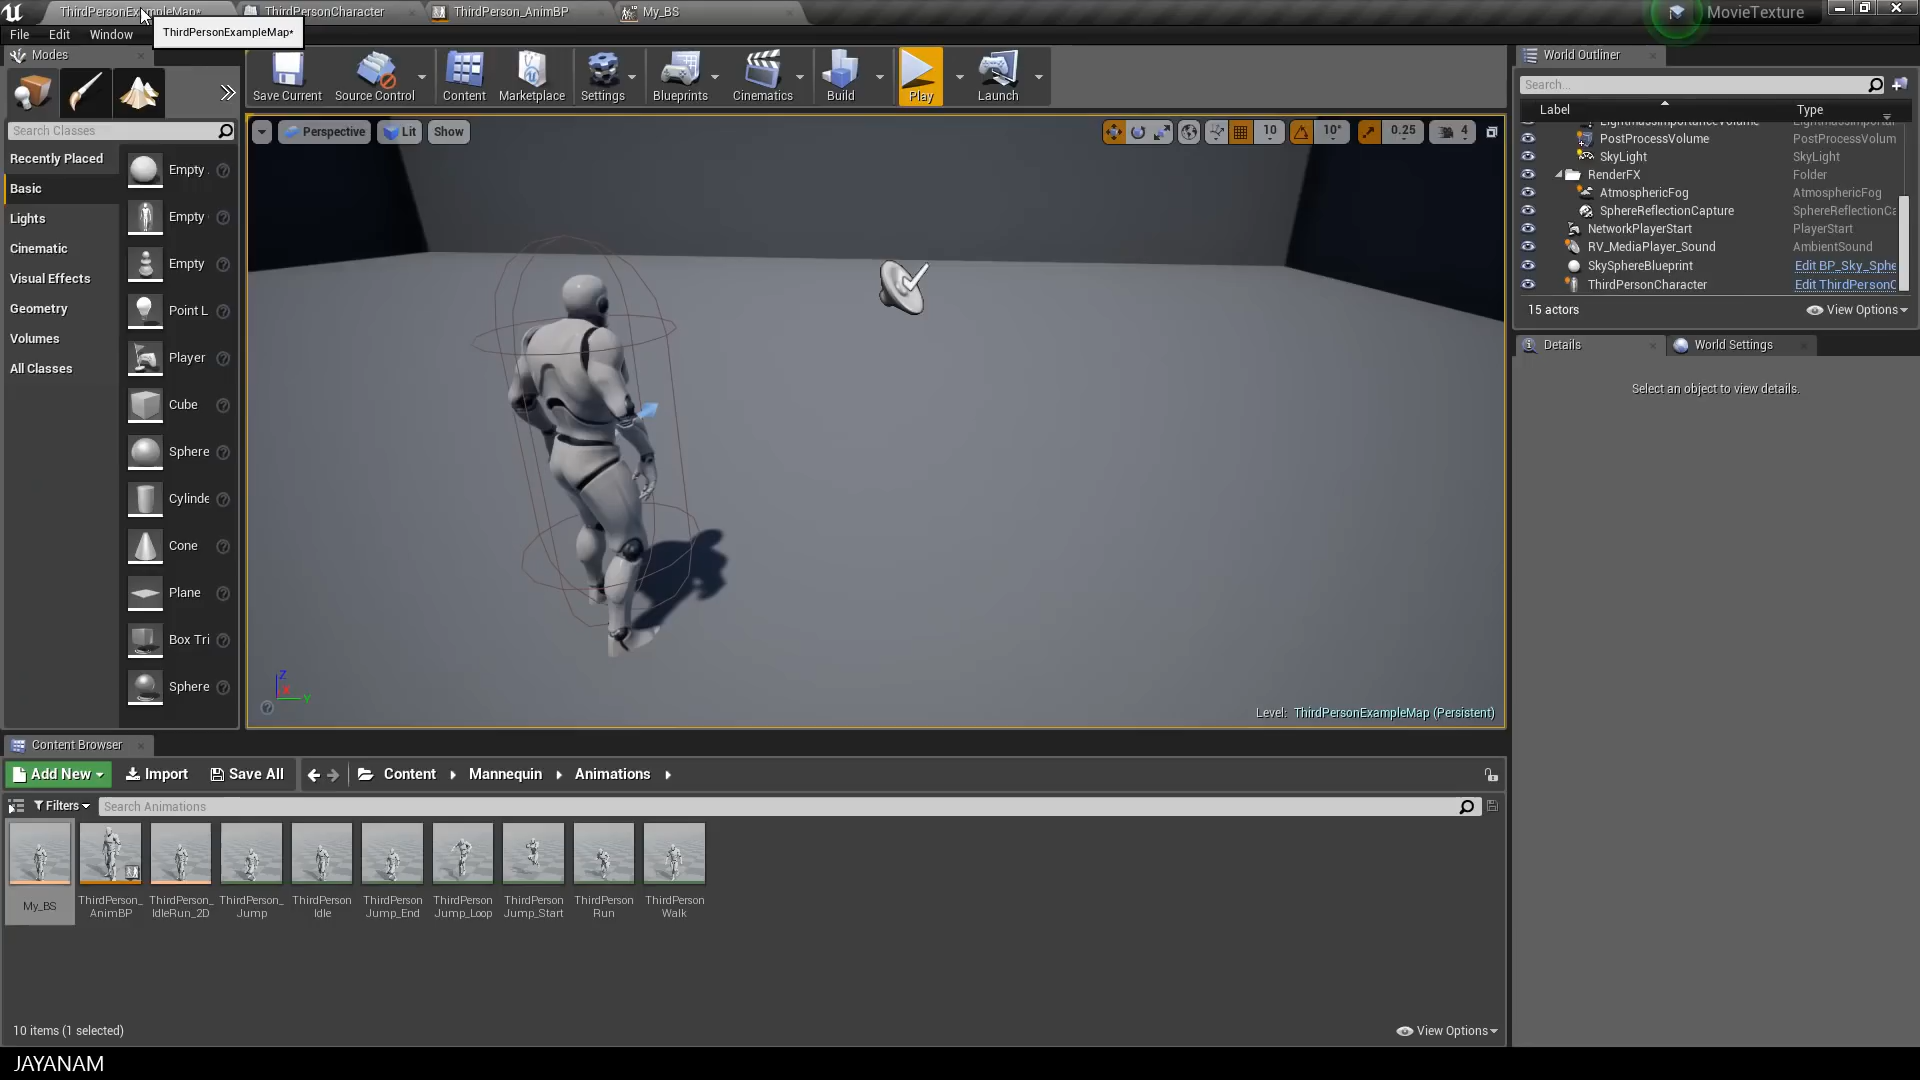 ThirdPersonExampleMap*
ThirdPersonCharacter
ThirdPerson_AnimBP
My_BS
MovieTexture
File
Edit
Window
ThirdPersonExampleMap*
Modes
Search Classes
Recently Placed
Basic
Lights
Cinematic
Visual Effects
Geometry
Volumes
All Classes
Empty
Empty
Empty
Point L
Player
Cube
Sphere
Cylinde
Cone
Plane
Box Tri
Sphere
Save Current
Source Control
Content
Marketplace
Settings
Blueprints
Cinematics
Build
Play
Launch
Perspective
Lit
Show
10
10°
0.25
4
Z
X
Y
Level: ThirdPersonExampleMap (Persistent)
World Outliner
Search...
Label
Type
PostProcessVolume
PostProcessVolum
SkyLight
SkyLight
RenderFX
Folder
AtmosphericFog
AtmosphericFog
SphereReflectionCapture
SphereReflectionCa
NetworkPlayerStart
PlayerStart
RV_MediaPlayer_Sound
AmbientSound
SkySphereBlueprint
Edit BP_Sky_Sphe
ThirdPersonCharacter
Edit ThirdPersonC
15 actors
View Options
Details
World Settings
Select an object to view details.
Content Browser
Add New
Import
Save All
Content
Mannequin
Animations
Filters
Search Animations
My_BS
ThirdPerson_
AnimBP
ThirdPerson_
IdleRun_2D
ThirdPerson_
Jump
ThirdPerson
Idle
ThirdPerson
Jump_End
ThirdPerson
Jump_Loop
ThirdPerson
Jump_Start
ThirdPerson
Run
ThirdPerson
Walk
10 items (1 selected)
View Options
JAYANAM